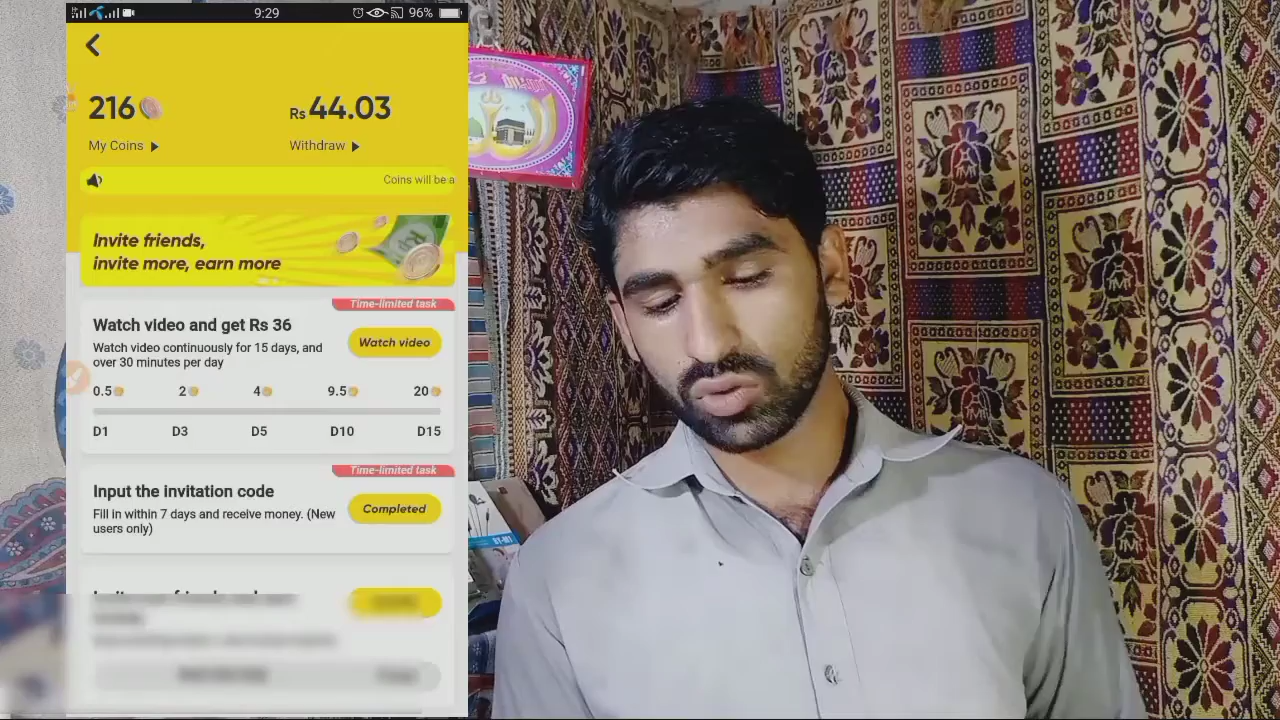 9:29
96%
216
Rs 44.03
My Coins
Withdraw
Coins will be a
Invite friends,
invite more, earn more
Time-limited task
Watch video and get Rs 36
Watch video
Watch video continuously for 15 days, and
over 30 minutes per day
0.5 2 4 9.5 20
D1 D3 D5 D10 D15
Time-limited task
Input the invitation code
Completed
Fill in within 7 days and receive money. (New
users only)